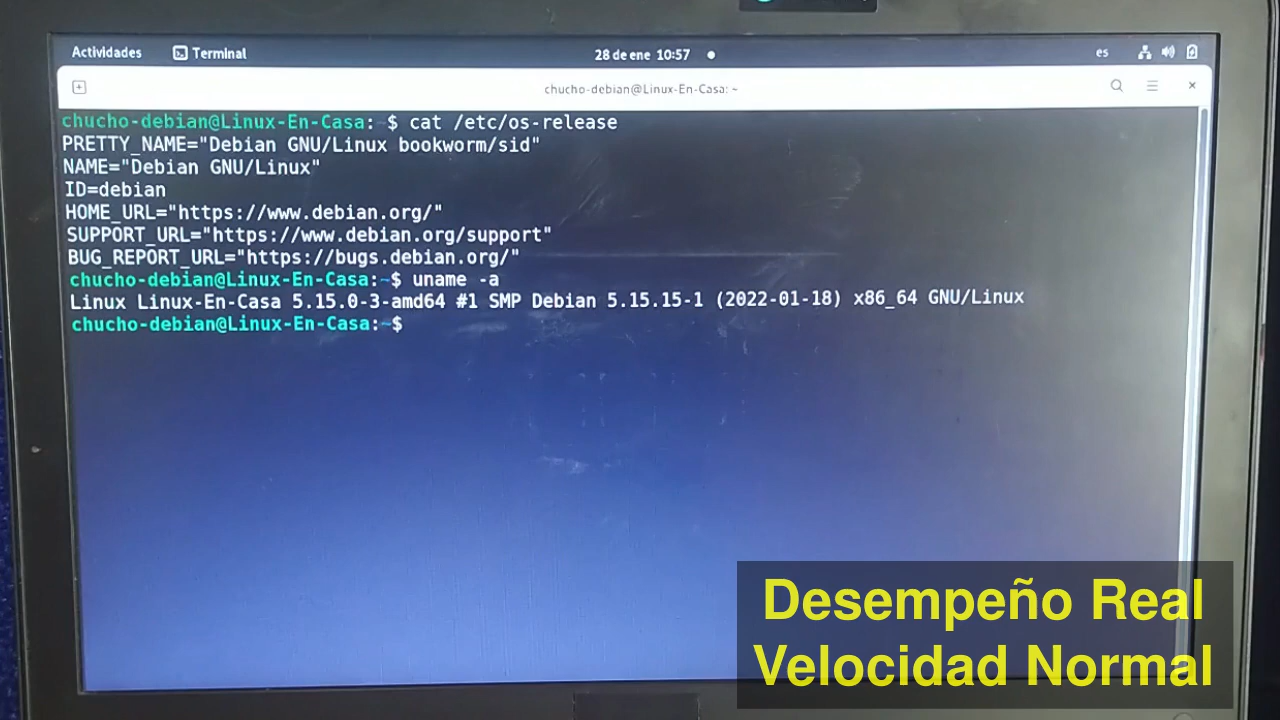 Actividades Terminal 28 de ene 10:57 es
chucho-debian@Linux-En-Casa: ~
chucho-debian@Linux-En-Casa:~$ cat /etc/os-release
PRETTY_NAME="Debian GNU/Linux bookworm/sid"
NAME="Debian GNU/Linux"
ID=debian
HOME_URL="https://www.debian.org/"
SUPPORT_URL="https://www.debian.org/support"
BUG_REPORT_URL="https://bugs.debian.org/"
chucho-debian@Linux-En-Casa:~$ uname -a
Linux Linux-En-Casa 5.15.0-3-amd64 #1 SMP Debian 5.15.15-1 (2022-01-18) x86_64 GNU/Linux
chucho-debian@Linux-En-Casa:~$
Desempeño Real
Velocidad Normal